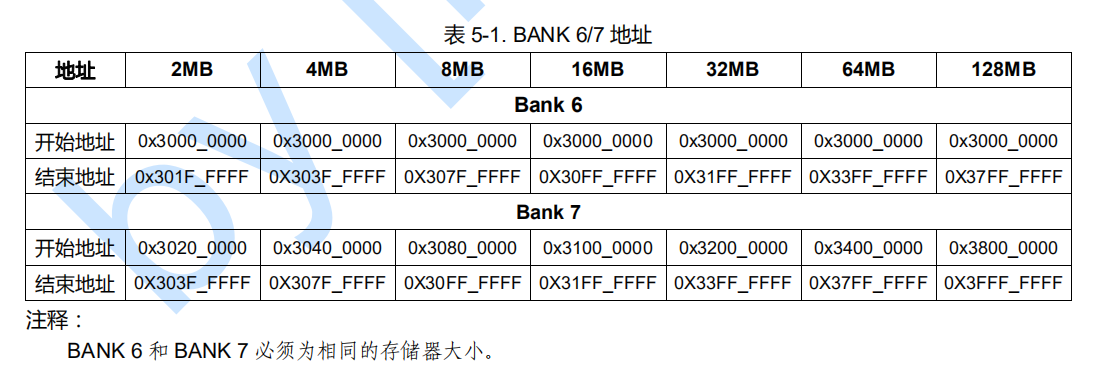 表 5-1. BANK 6/7 地址
地址 2MB 4MB 8MB 16MB 32MB 64MB 128MB
Bank 6
开始地址 0x3000_0000 0x3000_0000 0x3000_0000 0x3000_0000 0x3000_0000 0x3000_0000 0x3000_0000
结束地址 0x301F_FFFF 0X303F_FFFF 0X307F_FFFF 0X30FF_FFFF 0X31FF_FFFF 0X33FF_FFFF 0X37FF_FFFF
Bank 7
开始地址 0x3020_0000 0x3040_0000 0x3080_0000 0x3100_0000 0x3200_0000 0x3400_0000 0x3800_0000
结束地址 0X303F_FFFF 0X307F_FFFF 0X30FF_FFFF 0X31FF_FFFF 0X33FF_FFFF 0X37FF_FFFF 0X3FFF_FFFF
注释：
BANK 6 和 BANK 7 必须为相同的存储器大小。
by